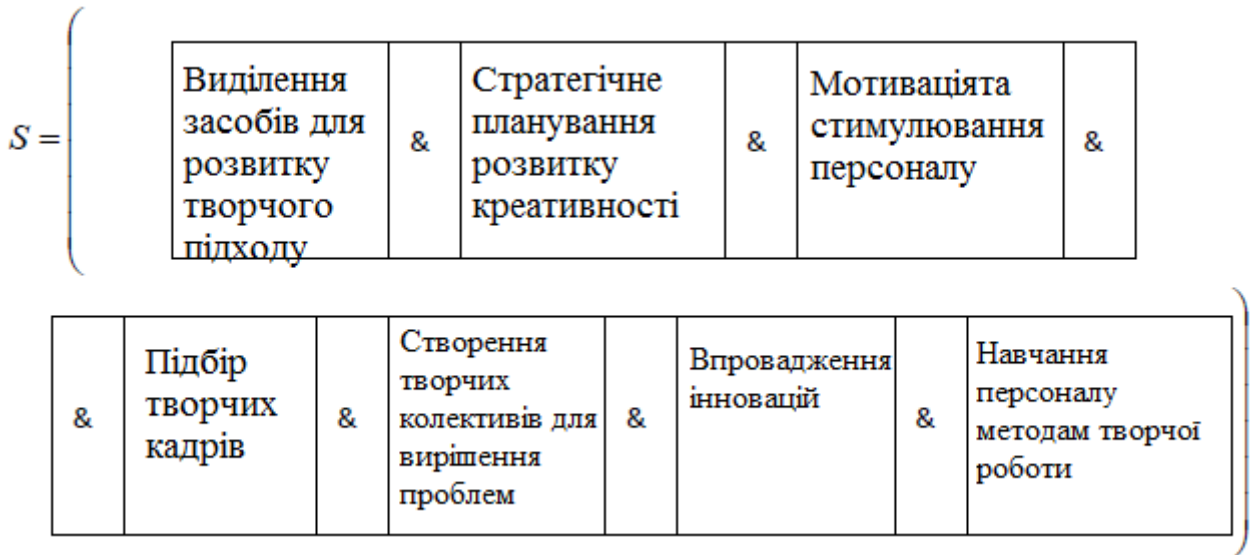 S =
Виділення
засобів для
розвитку
творчого
підходу
&
Стратегічне
планування
розвитку
креативності
&
Мотиваціята
стимулювання
персоналу
&
&
Підбір
творчих
кадрів
&
Створення
творчих
колективів для
вирішення
проблем
&
Впровадження
інновацій
&
Навчання
персоналу
методам творчої
роботи